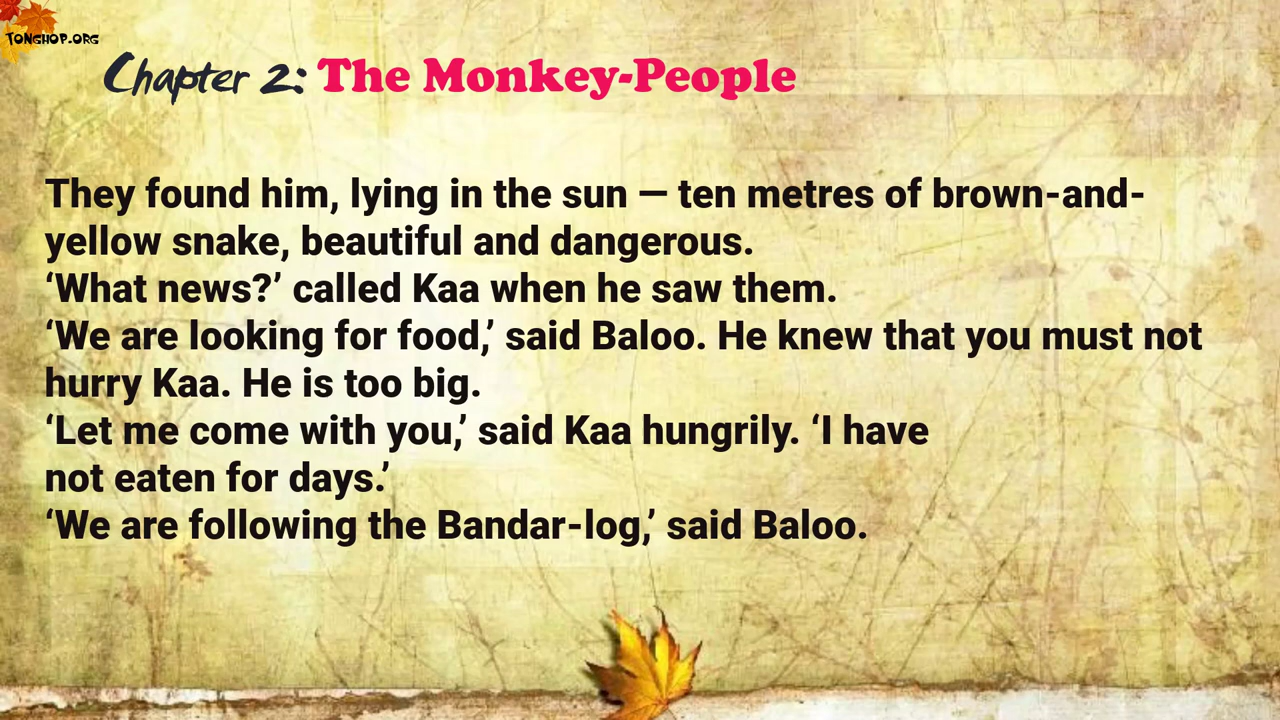 TONGHOP.ORG
Chapter 2: The Monkey-People
They found him, lying in the sun — ten metres of brown-and-
yellow snake, beautiful and dangerous.
‘What news?’ called Kaa when he saw them.
‘We are looking for food,’ said Baloo. He knew that you must not
hurry Kaa. He is too big.
‘Let me come with you,’ said Kaa hungrily. ‘I have
not eaten for days.’
‘We are following the Bandar-log,’ said Baloo.